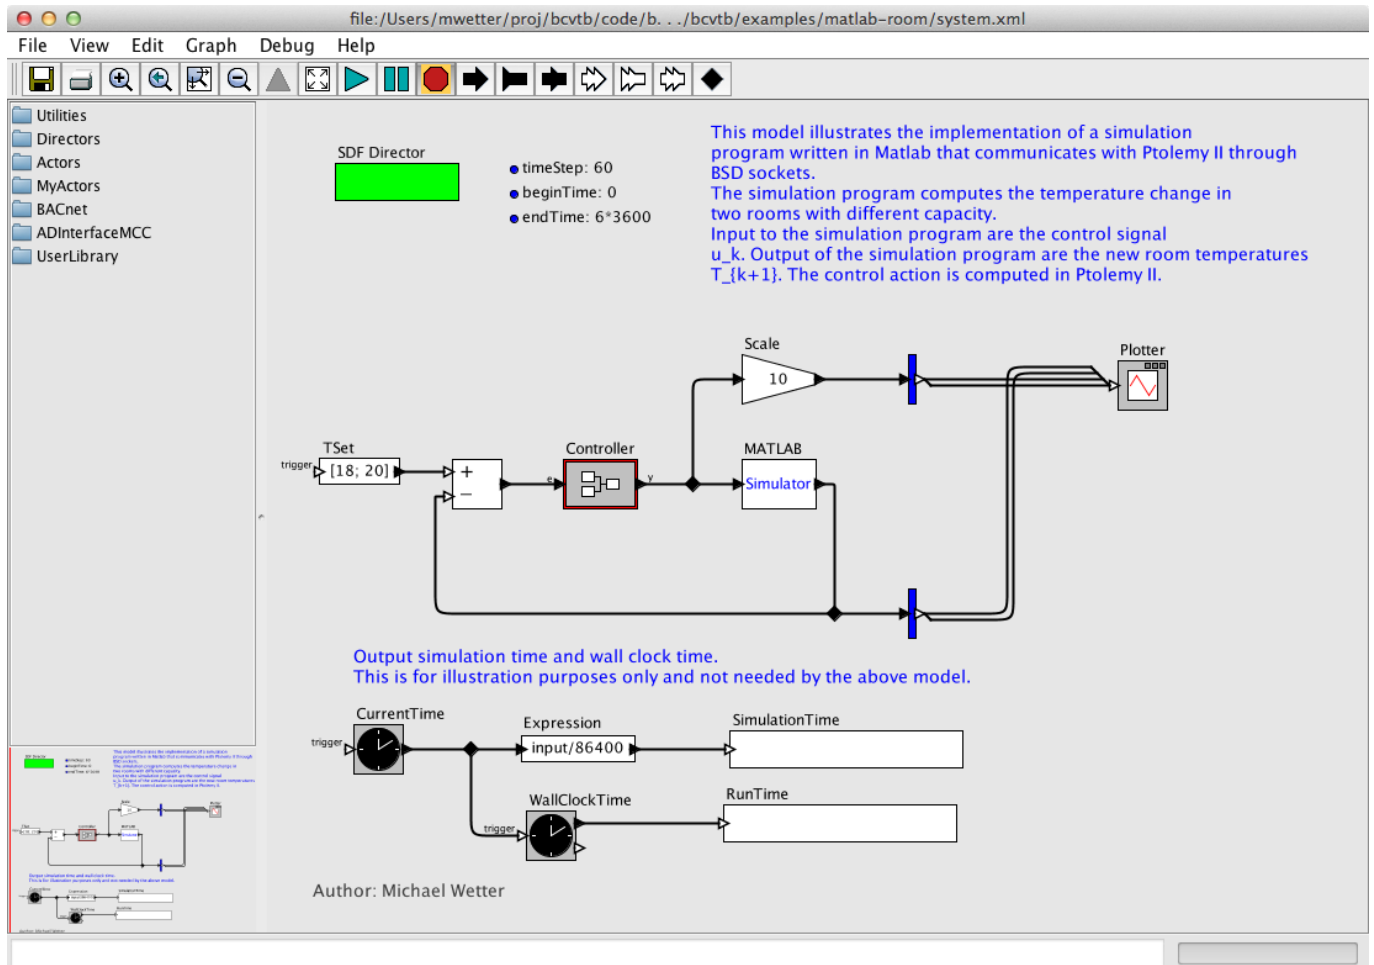 file:/Users/mwetter/proj/bcvtb/code/b. . ./bcvtb/examples/matlab-room/system.xml
File View Edit Graph Debug Help
Utilities
Directors
Actors
MyActors
BACnet
ADInterfaceMCC
UserLibrary
SDF Director
timeStep: 60
beginTime: 0
endTime: 6*3600
This model illustrates the implementation of a simulation
program written in Matlab that communicates with Ptolemy II through
BSD sockets.
The simulation program computes the temperature change in
two rooms with different capacity.
Input to the simulation program are the control signal
u_k. Output of the simulation program are the new room temperatures
T_{k+1}. The control action is computed in Ptolemy II.
Scale
10
Plotter
TSet
trigger
[18; 20]
+
−
Controller
e
y
MATLAB
Simulator
Output simulation time and wall clock time.
This is for illustration purposes only and not needed by the above model.
CurrentTime
trigger
Expression
input/86400
SimulationTime
WallClockTime
trigger
RunTime
Author: Michael Wetter